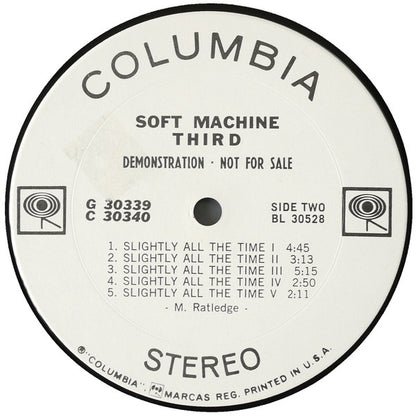 COLUMBIA
SOFT MACHINE
THIRD
DEMONSTRATION · NOT FOR SALE
G 30339
C 30340
SIDE TWO
BL 30528
1. SLIGHTLY ALL THE TIME I 4:45
2. SLIGHTLY ALL THE TIME II 3:13
3. SLIGHTLY ALL THE TIME III 5:15
4. SLIGHTLY ALL THE TIME IV 2:50
5. SLIGHTLY ALL THE TIME V 2:11
- M. Ratledge -
STEREO
® "COLUMBIA", MARCAS REG. PRINTED IN U.S.A.